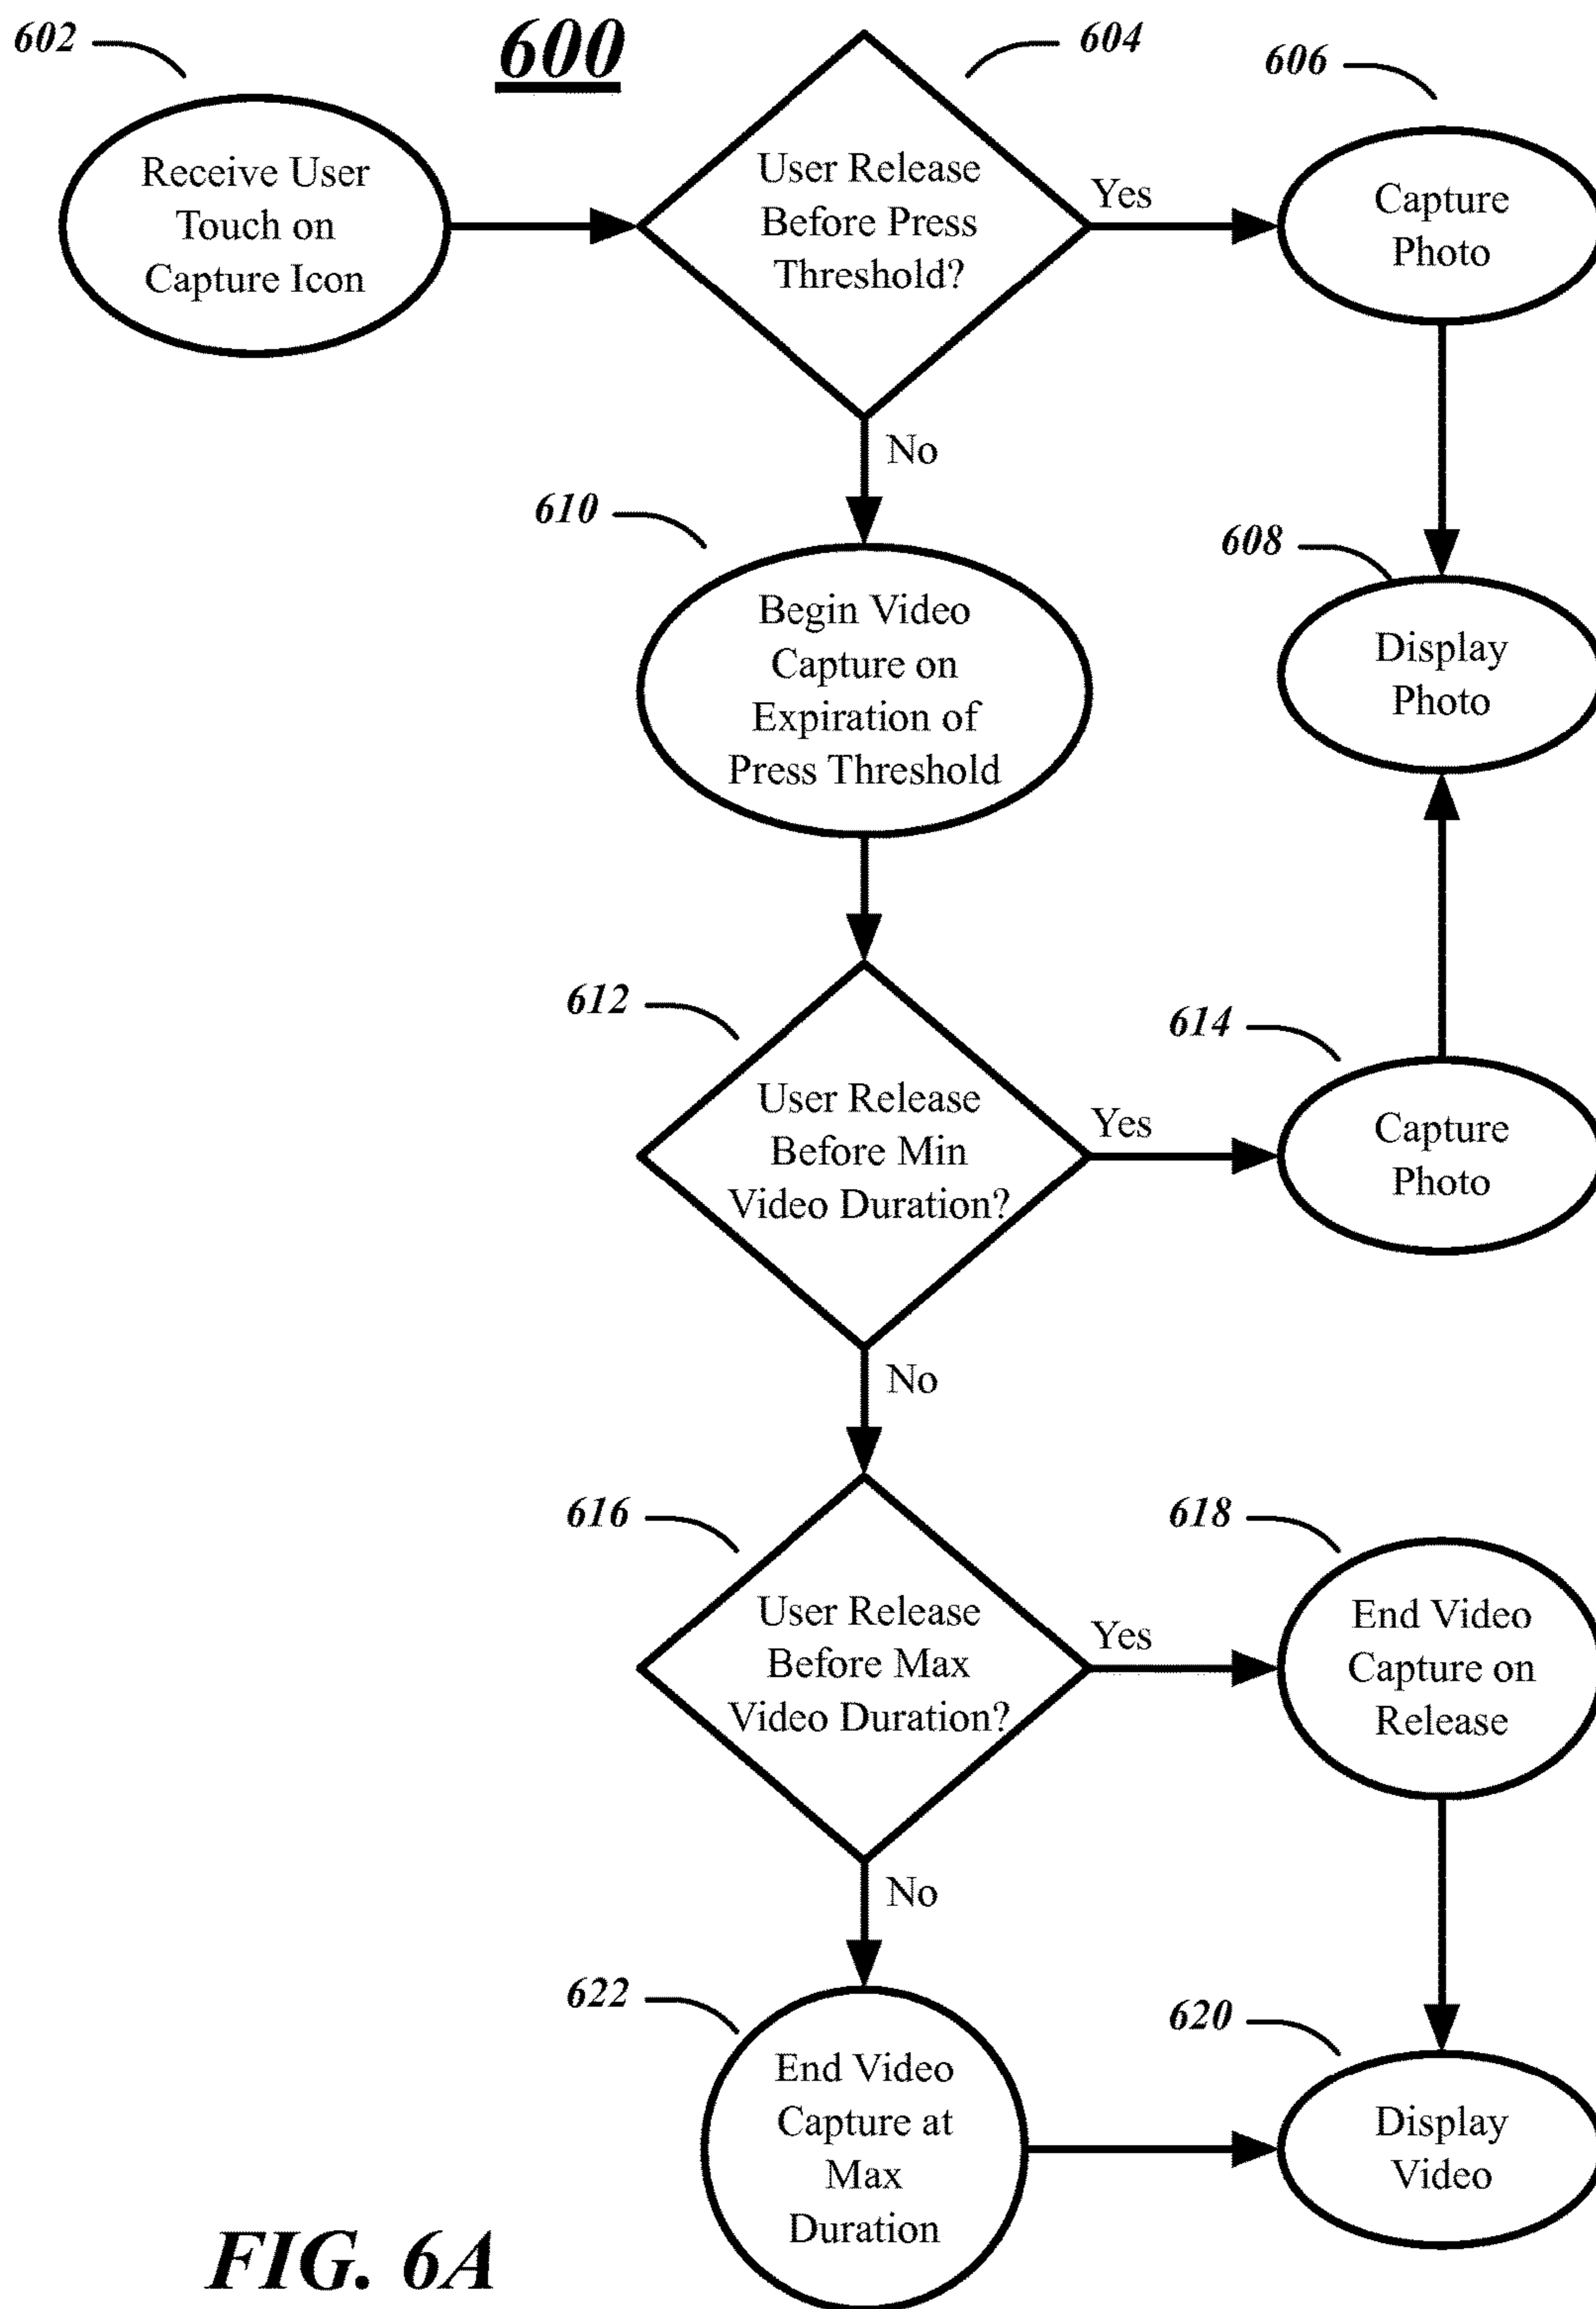 602
600
604
606
Receive User
Touch on
Capture Icon
User Release
Before Press
Threshold?
Yes
Capture
Photo
No
610
608
Begin Video
Capture on
Expiration of
Press Threshold
Display
Photo
612
614
User Release
Before Min
Video Duration?
Yes
Capture
Photo
No
616
618
User Release
Before Max
Video Duration?
Yes
End Video
Capture on
Release
No
622
620
End Video
Capture at
Max
Duration
Display
Video
FIG. 6A